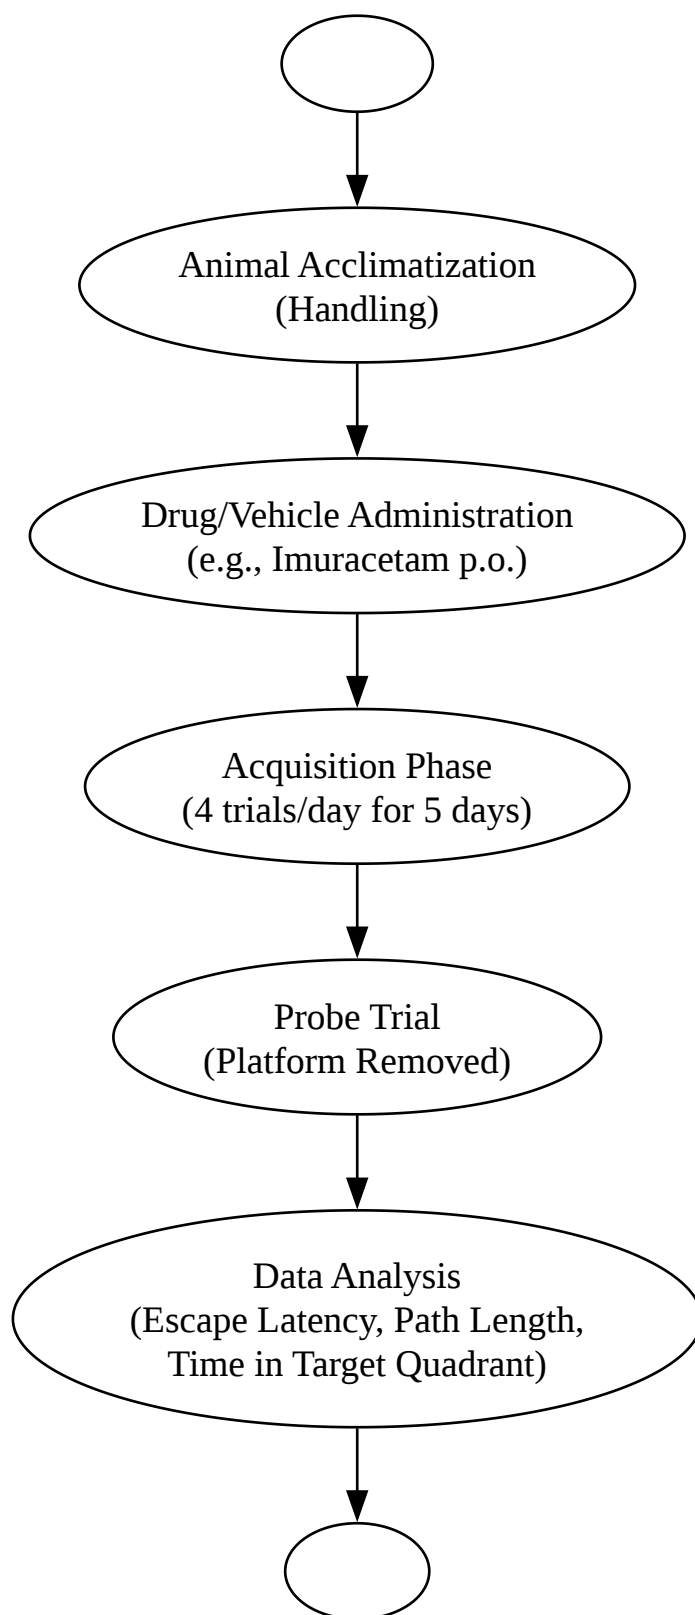 Animal Acclimatization
(Handling)
Drug/Vehicle Administration
(e.g., Imuracetam p.o.)
Acquisition Phase
(4 trials/day for 5 days)
Probe Trial
(Platform Removed)
Data Analysis
(Escape Latency, Path Length,
Time in Target Quadrant)